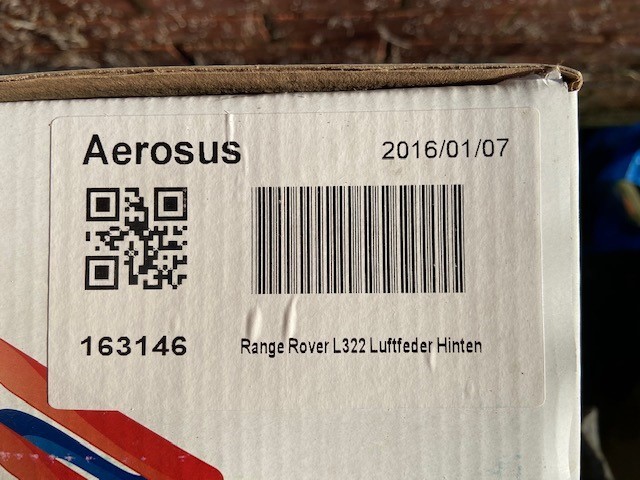 Aerosus
2016/01/07
163146
Range Rover L322 Luftfeder Hinten